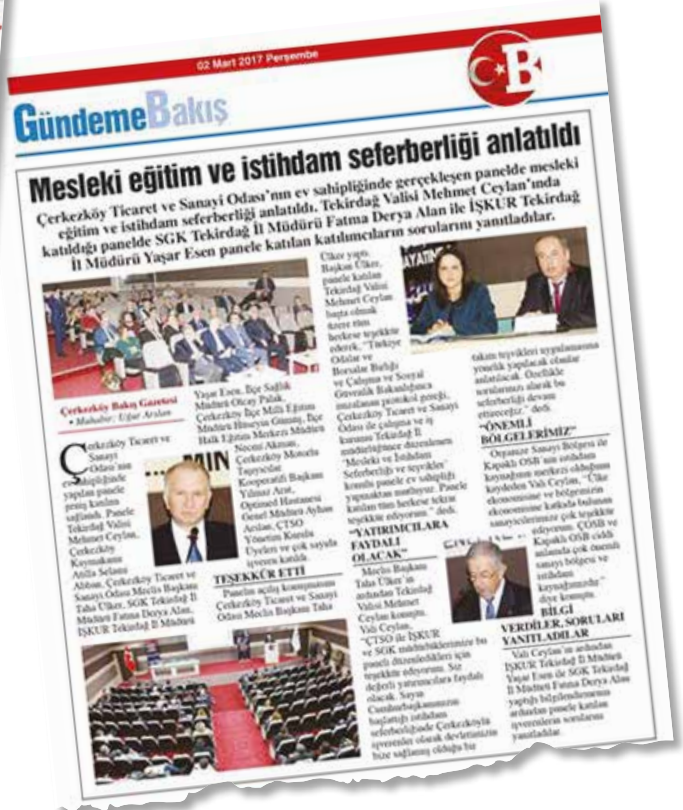 02 Mart 2017 Perşembe
B
GündemeBakış
Mesleki eğitim ve istihdam seferberliği anlatıldı
Çerkezköy Ticaret ve Sanayi Odası'nın ev sahipliğinde gerçekleşen panelde mesleki
eğitim ve istihdam seferberliği anlatıldı. Tekirdağ Valisi Mehmet Ceylan'ında
katıldığı panelde SGK Tekirdağ İl Müdürü Fatma Derya Alan ile İŞKUR Tekirdağ
İl Müdürü Yaşar Esen panele katılan katılımcıların sorularını yanıtladılar.
Çerkezköy Bakış Gazetesi
• Muhabir: Uğur Arslan
Çerkezköy Ticaret ve
Sanayi
Odası'nın
ev sahipliğinde
yapılan panele
geniş katılım
sağlandı. Panele
Tekirdağ Valisi
Mehmet Ceylan,
Çerkezköy
Kaymakamı
Atilla Selami
Abban, Çerkezköy Ticaret ve
Sanayi Odası Meclis Başkanı
Taha Ülker, SGK Tekirdağ İl
Müdürü Fatma Derya Alan,
İŞKUR Tekirdağ İl Müdürü
Yaşar Esen, İlçe Sağlık
Müdürü Olcay Pulak,
Çerkezköy İlçe Milli Eğitim
Müdürü Hüseyin Gümüş, İlçe
Halk Eğitim Merkezi Müdürü
Necmi Akman,
Çerkezköy Motorlu
Taşıyıcılar
Kooperatifi Başkanı
Yılmaz Arat,
Optimed Hastanesi
Genel Müdürü Ayhan
Arslan, ÇTSO
Yönetim Kurulu
Üyeleri ve çok sayıda
işveren katıldı.
TEŞEKKÜR ETTİ
Panelin açılış konuşmasını
Çerkezköy Ticaret ve Sanayi
Odası Meclis Başkanı Taha
Ülker yaptı.
Başkan Ülker,
panele katılan
Tekirdağ Valisi
Mehmet Ceylan
başta olmak
üzere tüm
herkese teşekkür
ederek, "Türkiye
Odalar ve
Borsalar Birliği
ve Çalışma ve Sosyal
Güvenlik Bakanlığınca
imzalanan protokol gereği,
Çerkezköy Ticaret ve Sanayi
Odası ile çalışma ve iş
kurumu Tekirdağ İl
müdürlüğünce düzenlenen
'Mesleki ve İstihdam
Seferberliği ve teşvikler'
konulu panele ev sahipliği
yapmaktan mutluyuz. Panele
katılan tüm herkese tekrar
teşekkür ediyorum." dedi.
"YATIRIMCILARA
FAYDALI
OLACAK"
Meclis Başkanı
Taha Ülker'in
ardından Tekirdağ
Valisi Mehmet
Ceylan konuştu.
Vali Ceylan,
"ÇTSO ile İŞKUR
ve SGK müdürlüklerimize bu
paneli düzenledikleri için
teşekkür ediyorum. Siz
değerli yatırımcılara faydalı
olacak. Sayın
Cumhurbaşkanımızın
başlattığı istihdam
seferberliğinde Çerkezköylü
işverenler olarak devletimizin
bize sağlamış olduğu bir
takım teşvikleri uygulamasına
yönelik yapılacak olanlar
anlatılacak. Özellikle
sorularınızı alarak bu
seferberliği devam
ettireceğiz." dedi.
"ÖNEMLİ
BÖLGELERİMİZ"
Organize Sanayi Bölgesi ile
Kapaklı OSB'nin istihdam
kaynağının merkezi olduğunu
kaydeden Vali Ceylan, "Ülke
ekonomisine ve bölgemizin
ekonomisine katkıda bulunan
sanayicilerimize çok teşekkür
ediyorum. ÇOSB ve
Kapaklı OSB ciddi
anlamda çok önemli
sanayi bölgesi ve
istihdam
kaynağımızdır."
diye konuştu.
BİLGİ
VERDİLER, SORULARI
YANITLADILAR
Vali Ceylan'ın ardından
İŞKUR Tekirdağ İl Müdürü
Yaşar Esen ile SGK Tekirdağ
İl Müdürü Fatma Derya Alan
yaptığı bilgilendirmenin
ardından panele katılan
işverenlerin sorularını
yanıtladılar.